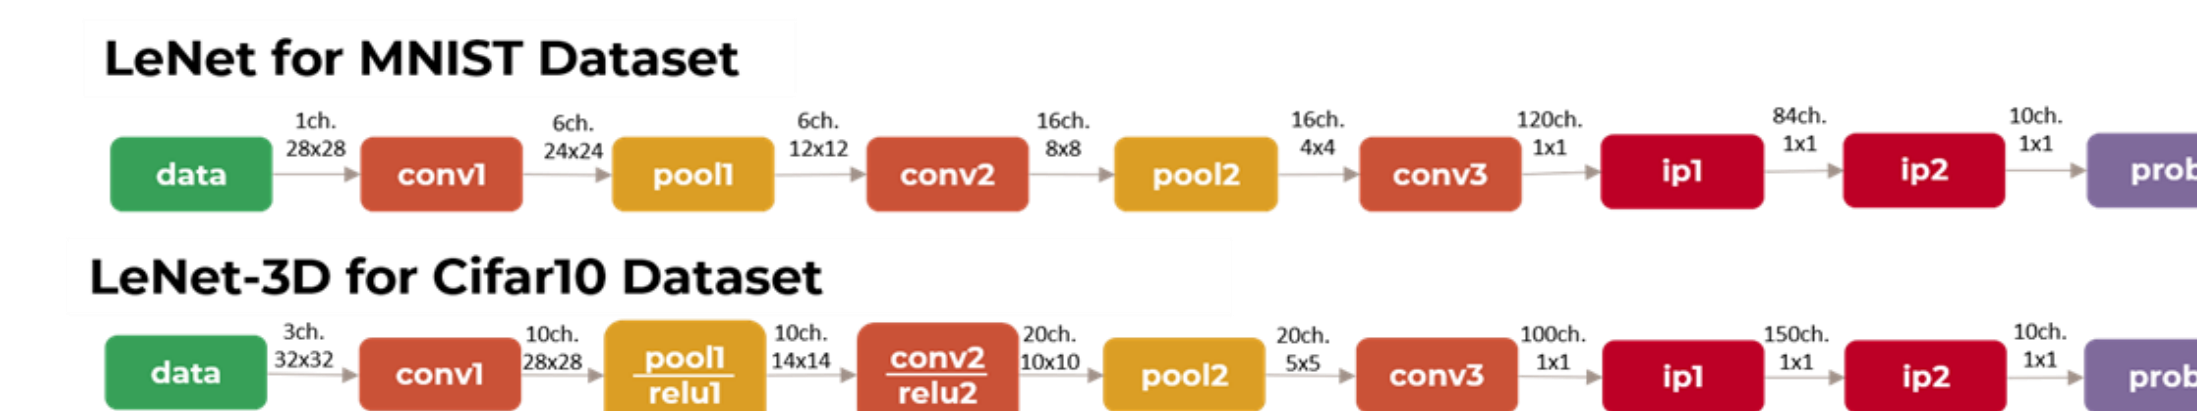 LeNet for MNIST Dataset
1ch.
28x28
6ch.
24x24
6ch.
12x12
16ch.
8x8
16ch.
4x4
120ch.
1x1
84ch.
1x1
10ch.
1x1
data
conv1
pool1
conv2
pool2
conv3
ip1
ip2
prob
LeNet-3D for Cifar10 Dataset
3ch.
32x32
10ch.
28x28
10ch.
14x14
20ch.
10x10
20ch.
5x5
100ch.
1x1
150ch.
1x1
10ch.
1x1
data
conv1
pool1
relu1
conv2
relu2
pool2
conv3
ip1
ip2
prob